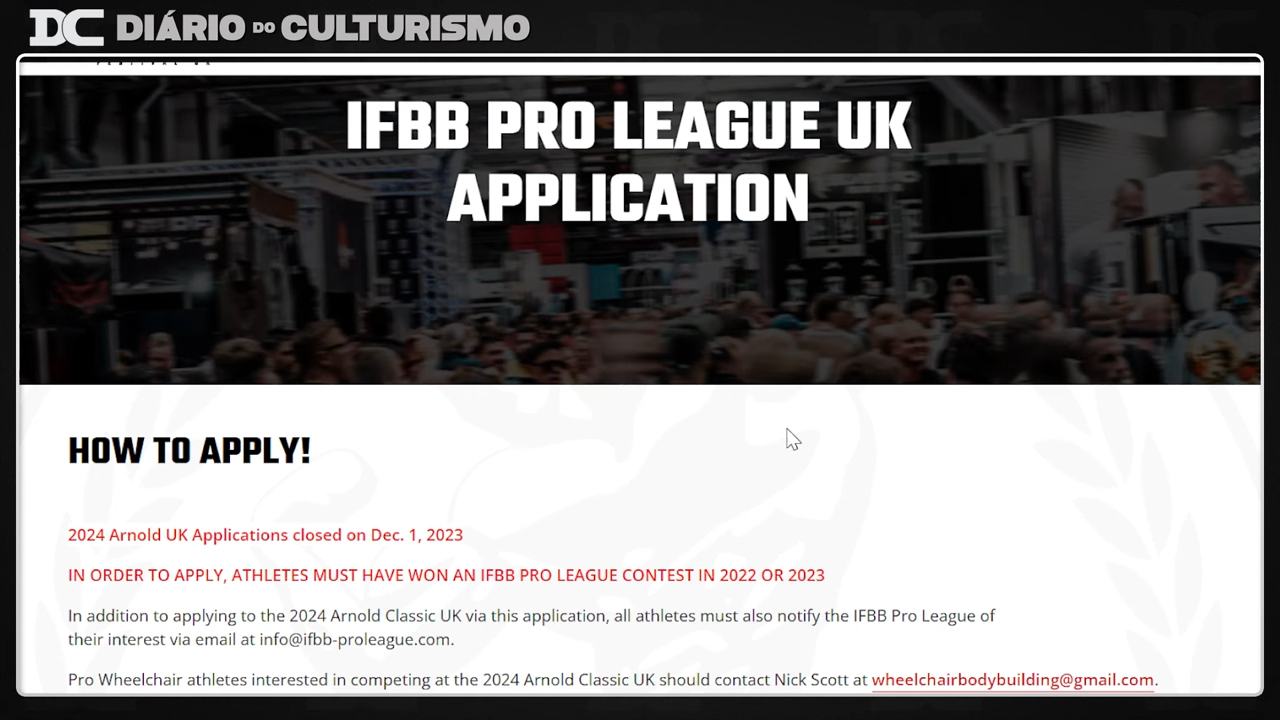 DC DIÁRIO DO CULTURISMO
IFBB PRO LEAGUE UK
APPLICATION
HOW TO APPLY!
2024 Arnold UK Applications closed on Dec. 1, 2023
IN ORDER TO APPLY, ATHLETES MUST HAVE WON AN IFBB PRO LEAGUE CONTEST IN 2022 OR 2023
In addition to applying to the 2024 Arnold Classic UK via this application, all athletes must also notify the IFBB Pro League of
their interest via email at info@ifbb-proleague.com.
Pro Wheelchair athletes interested in competing at the 2024 Arnold Classic UK should contact Nick Scott at wheelchairbodybuilding@gmail.com.